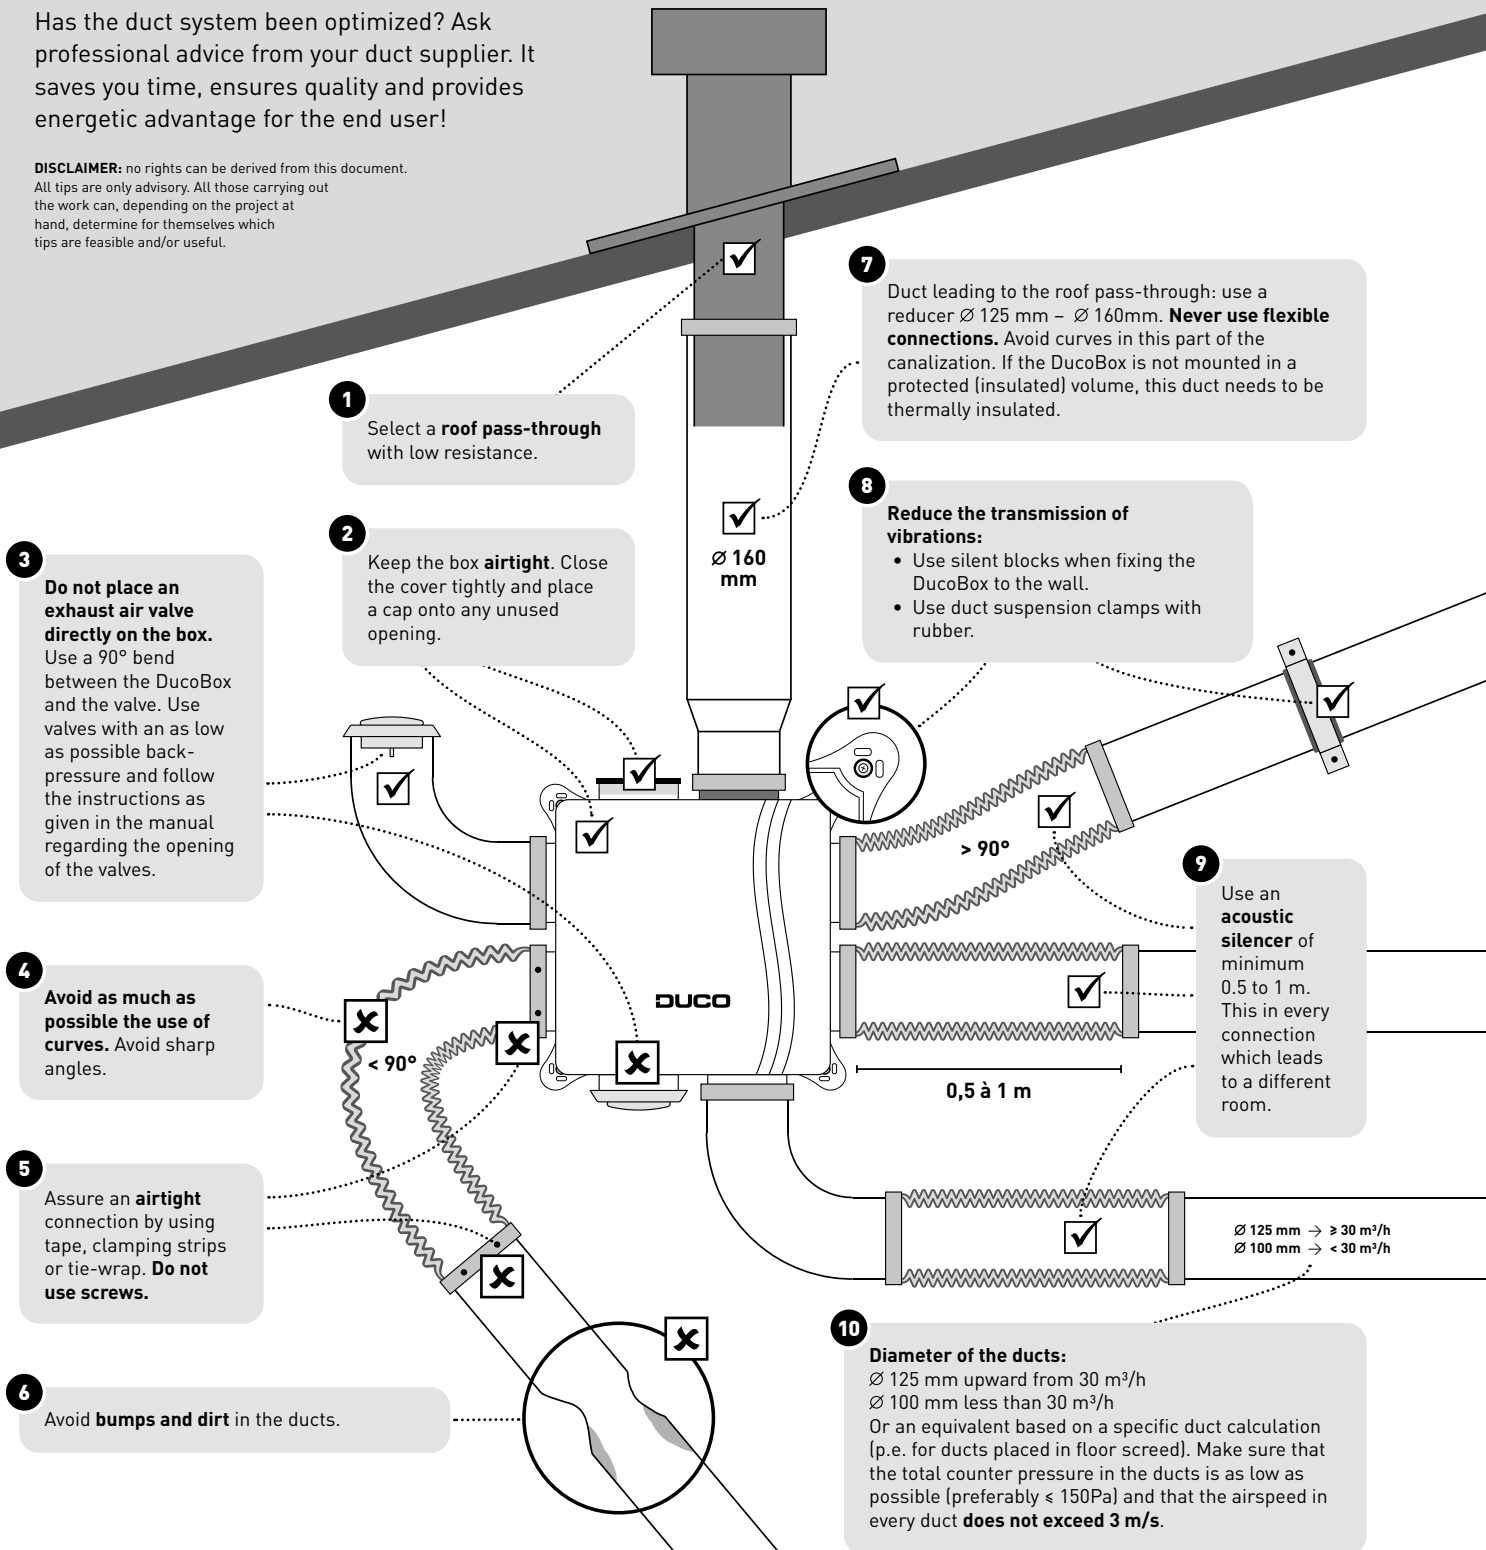 Has the duct system been optimized? Ask
professional advice from your duct supplier. It
saves you time, ensures quality and provides
energetic advantage for the end user!
DISCLAIMER: no rights can be derived from this document.
All tips are only advisory. All those carrying out
the work can, depending on the project at
hand, determine for themselves which
tips are feasible and/or useful.
1
Select a roof pass-through
with low resistance.
2
Keep the box airtight. Close
the cover tightly and place
a cap onto any unused
opening.
3
Do not place an
exhaust air valve
directly on the box.
Use a 90° bend
between the DucoBox
and the valve. Use
valves with an as low
as possible back-
pressure and follow
the instructions as
given in the manual
regarding the opening
of the valves.
4
Avoid as much as
possible the use of
curves. Avoid sharp
angles.
5
Assure an airtight
connection by using
tape, clamping strips
or tie-wrap. Do not
use screws.
6
Avoid bumps and dirt in the ducts.
7
Duct leading to the roof pass-through: use a
reducer Ø 125 mm – Ø 160mm. Never use flexible
connections. Avoid curves in this part of the
canalization. If the DucoBox is not mounted in a
protected (insulated) volume, this duct needs to be
thermally insulated.
8
Reduce the transmission of
vibrations:
• Use silent blocks when fixing the
DucoBox to the wall.
• Use duct suspension clamps with
rubber.
9
Use an
acoustic
silencer of
minimum
0.5 to 1 m.
This in every
connection
which leads
to a different
room.
10
Diameter of the ducts:
Ø 125 mm upward from 30 m³/h
Ø 100 mm less than 30 m³/h
Or an equivalent based on a specific duct calculation
(p.e. for ducts placed in floor screed). Make sure that
the total counter pressure in the ducts is as low as
possible (preferably ≤ 150Pa) and that the airspeed in
every duct does not exceed 3 m/s.
Ø 160
mm
> 90°
< 90°
DUCO
0,5 à 1 m
Ø 125 mm → ≥ 30 m³/h
Ø 100 mm → < 30 m³/h